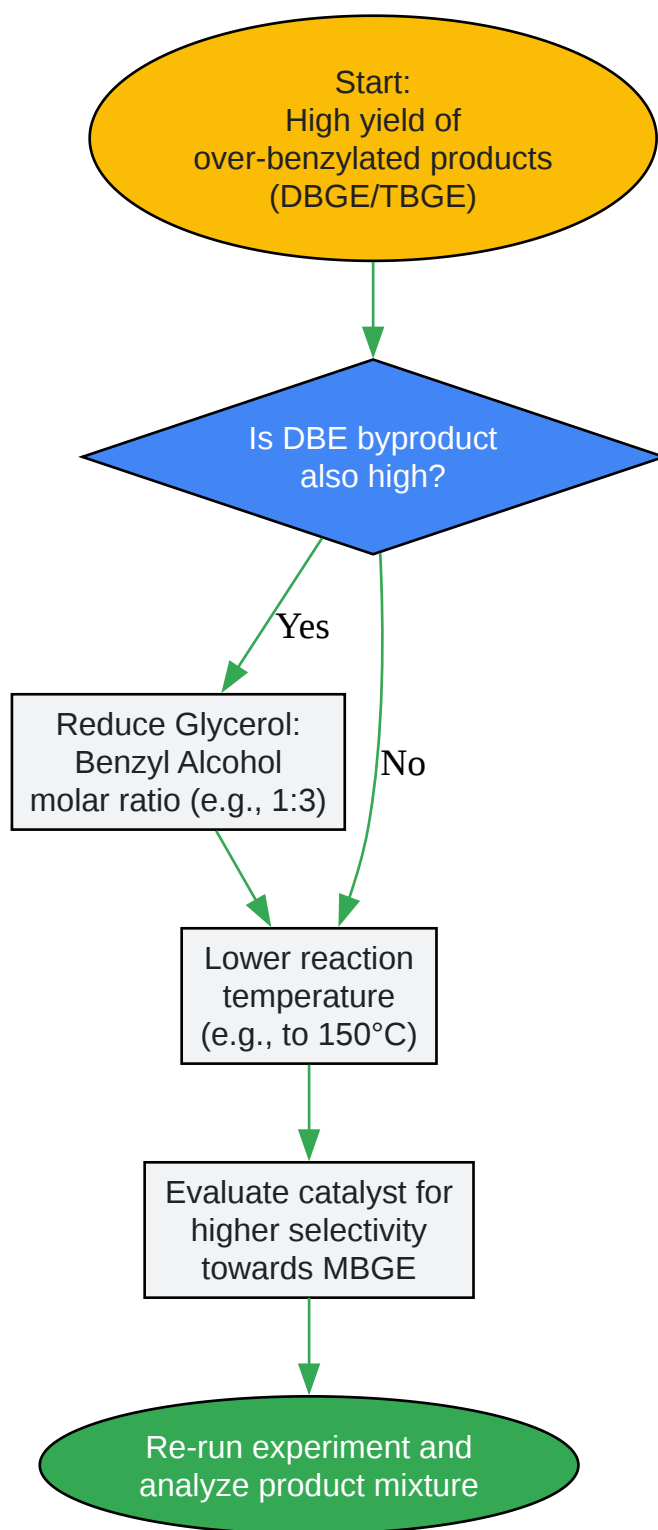 Start:
High yield of
over-benzylated products
(DBGE/TBGE)
Is DBE byproduct
also high?
Yes
Reduce Glycerol:
Benzyl Alcohol
molar ratio (e.g., 1:3)
No
Lower reaction
temperature
(e.g., to 150°C)
Evaluate catalyst for
higher selectivity
towards MBGE
Re-run experiment and
analyze product mixture